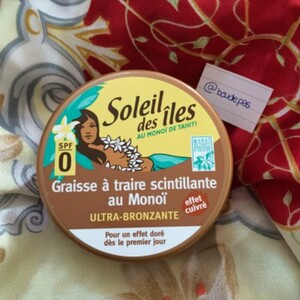 Soleil
des îles
AU MONOÏ DE TAHITI
SPF
0
Graisse à traire scintillante
au Monoï
ULTRA-BRONZANTE
effet
cuivré
Pour un effet doré
dès le premier jour